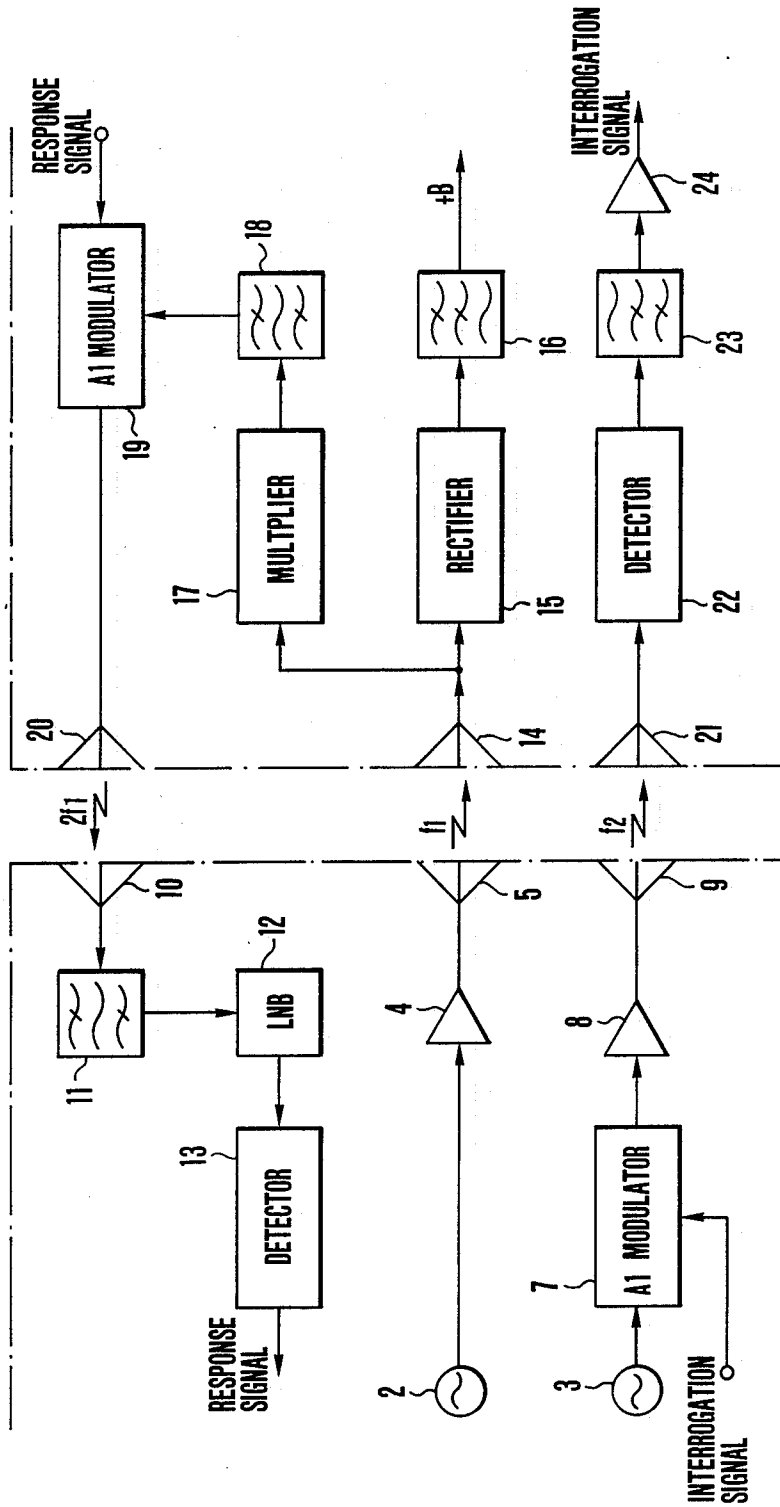 RESPONSE
SIGNAL
A1 MODULATOR
19
18
20
2f1
10
11
12
LNB
13
DETECTOR
RESPONSE
SIGNAL
17
MULTPLIER
+B
16
RECTIFIER
15
14
f1
5
4
2
INTERROGATION
SIGNAL
24
23
DETECTOR
22
21
f2
9
8
7
A1 MODULATOR
3
INTERROGATION
SIGNAL